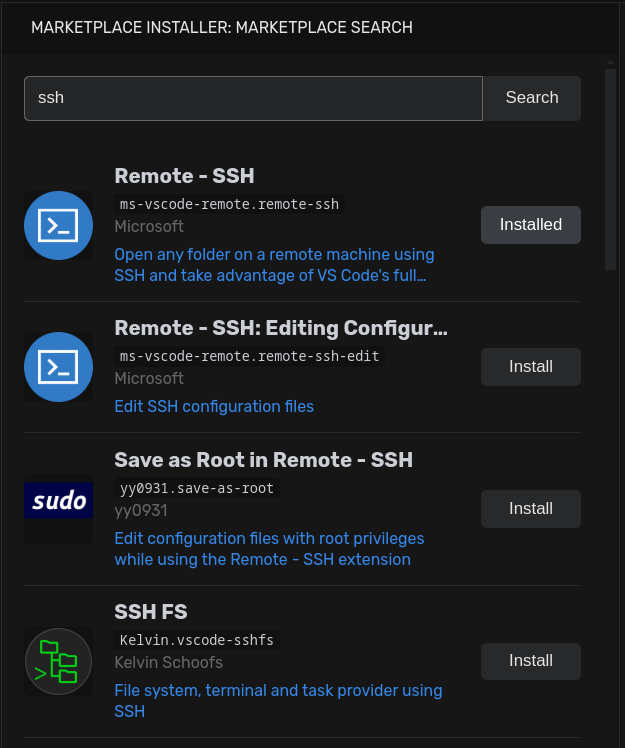 MARKETPLACE INSTALLER: MARKETPLACE SEARCH
ssh
Search
Remote - SSH
ms-vscode-remote.remote-ssh
Microsoft
Installed
Open any folder on a remote machine using
SSH and take advantage of VS Code's full…
Remote - SSH: Editing Configur…
ms-vscode-remote.remote-ssh-edit
Microsoft
Install
Edit SSH configuration files
Save as Root in Remote - SSH
yy0931.save-as-root
sudo
yy0931
Install
Edit configuration files with root privileges
while using the Remote - SSH extension
SSH FS
Kelvin.vscode-sshfs
Kelvin Schoofs
Install
File system, terminal and task provider using
SSH